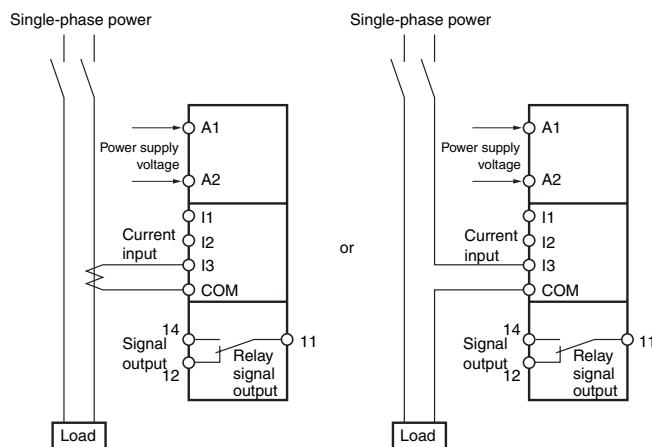 Single-phase power
A1
Power supply
voltage
A2
I1
I2
Current
input
I3
COM
14
Signal
output
12
Relay
signal
output
11
Load
or
Single-phase power
A1
Power supply
voltage
A2
I1
I2
Current
input
I3
COM
14
Signal
output
12
Relay
signal
output
11
Load